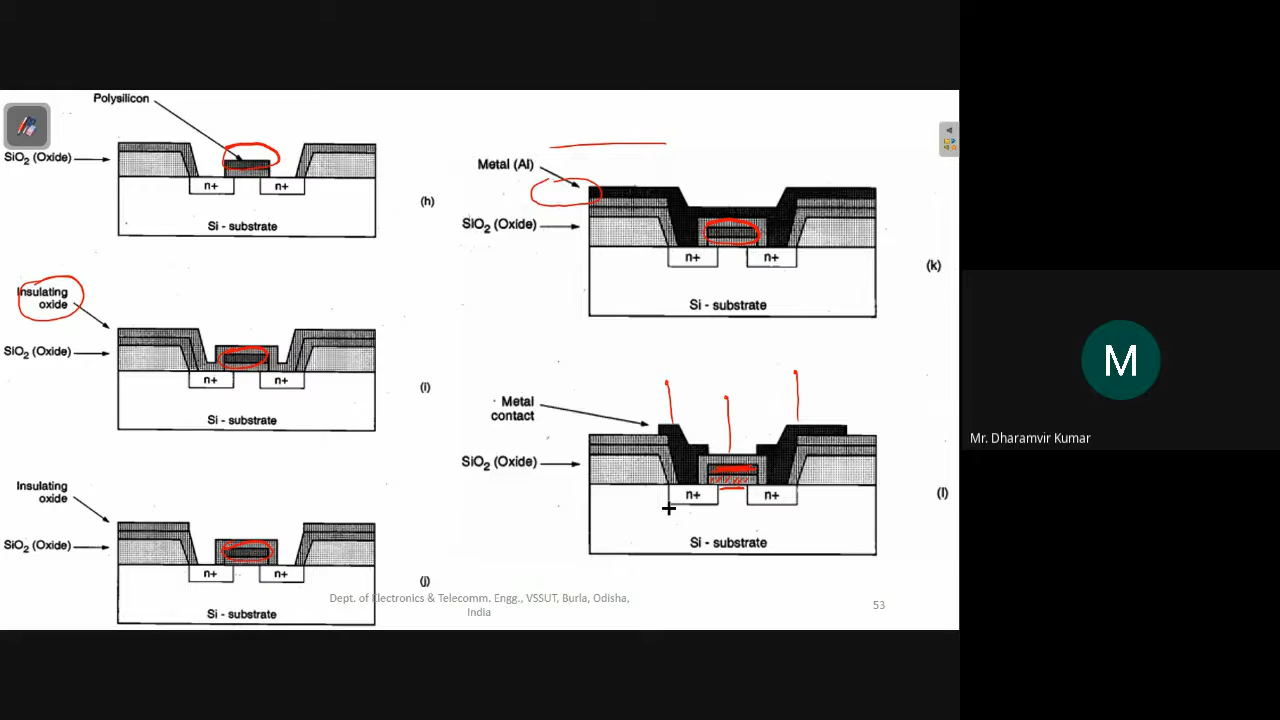 Polysilicon
SiO2 (Oxide)
n+ n+
Si - substrate
(h)
Insulating
oxide
SiO2 (Oxide)
n+ n+
Si - substrate
(i)
Insulating
oxide
SiO2 (Oxide)
n+ n+
Si - substrate
(j)
Metal (Al)
SiO2 (Oxide)
n+ n+
Si - substrate
(k)
Metal
contact
SiO2 (Oxide)
n+ n+
Si - substrate
(l)
Dept. of Electronics & Telecomm. Engg., VSSUT, Burla, Odisha,
India
53
M
Mr. Dharamvir Kumar